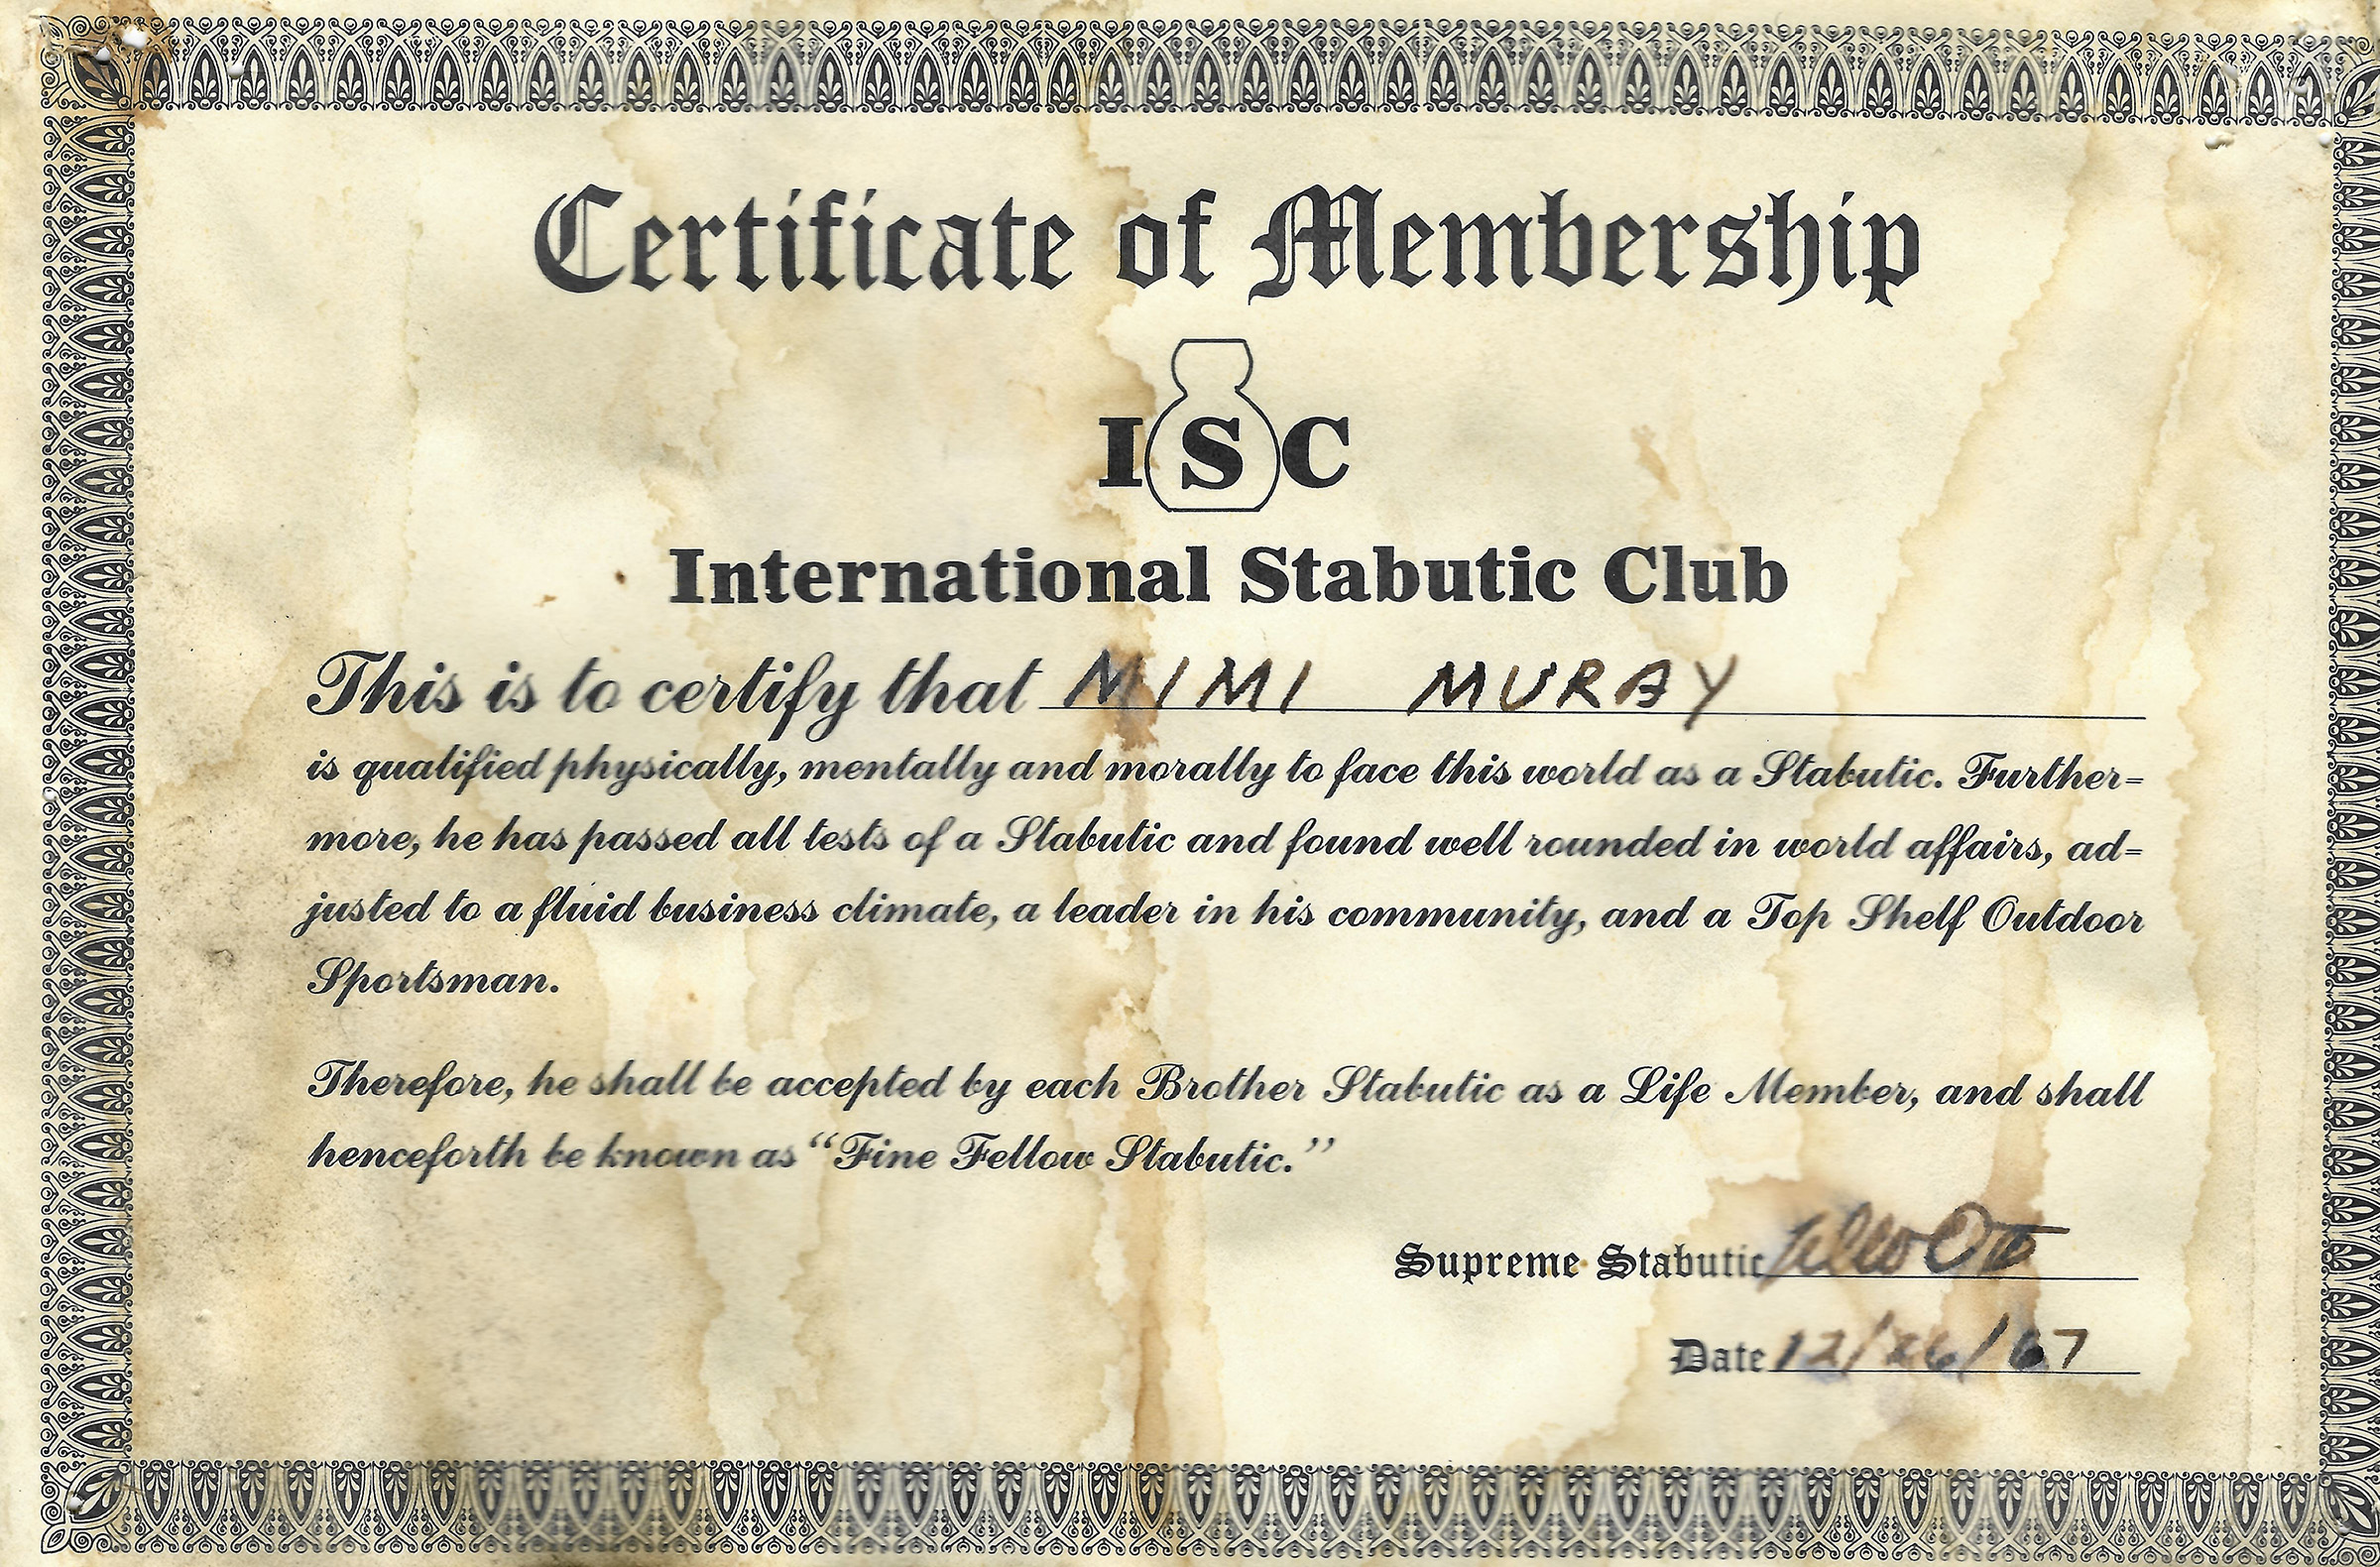 Certificate of Membership
ISC
International Stabutic Club
This is to certify that MIMI MURAY
is qualified physically, mentally and morally to face this world as a Stabutic. Further=
more, he has passed all tests of a Stabutic and found well rounded in world affairs, ad=
justed to a fluid business climate, a leader in his community, and a Top Shelf Outdoor
Sportsman.
Therefore, he shall be accepted by each Brother Stabutic as a Life Member, and shall
henceforth be known as “Fine Fellow Stabutic.”
Supreme Stabutic
Date 12/26/67